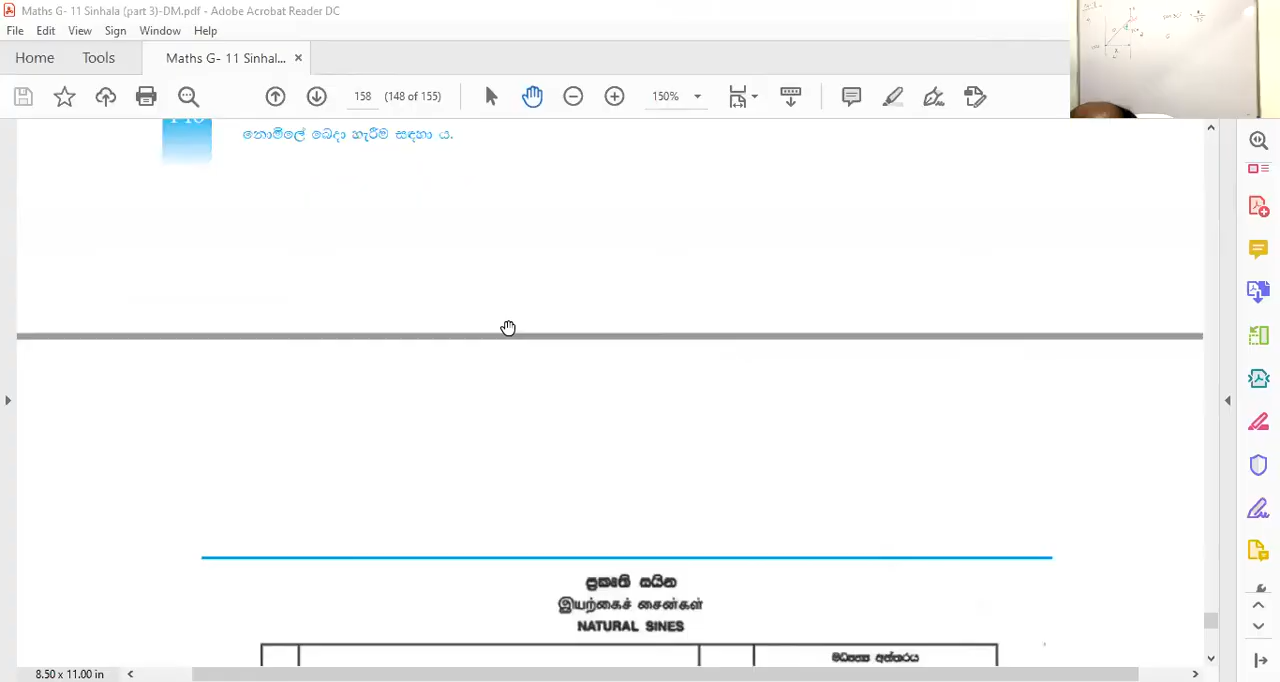 Maths G- 11 Sinhala (part 3)-DM.pdf - Adobe Acrobat Reader DC
File Edit View Sign Window Help
Home Tools Maths G- 11 Sinhal... ×
158 (148 of 155) 150%
නොමිලේ බෙදා හැරීම සඳහා ය.
ප්‍රකෘති සයින
இயற்கைச் சைன்கள்
NATURAL SINES
මධ්‍යන්‍ය අන්තරය
8.50 x 11.00 in